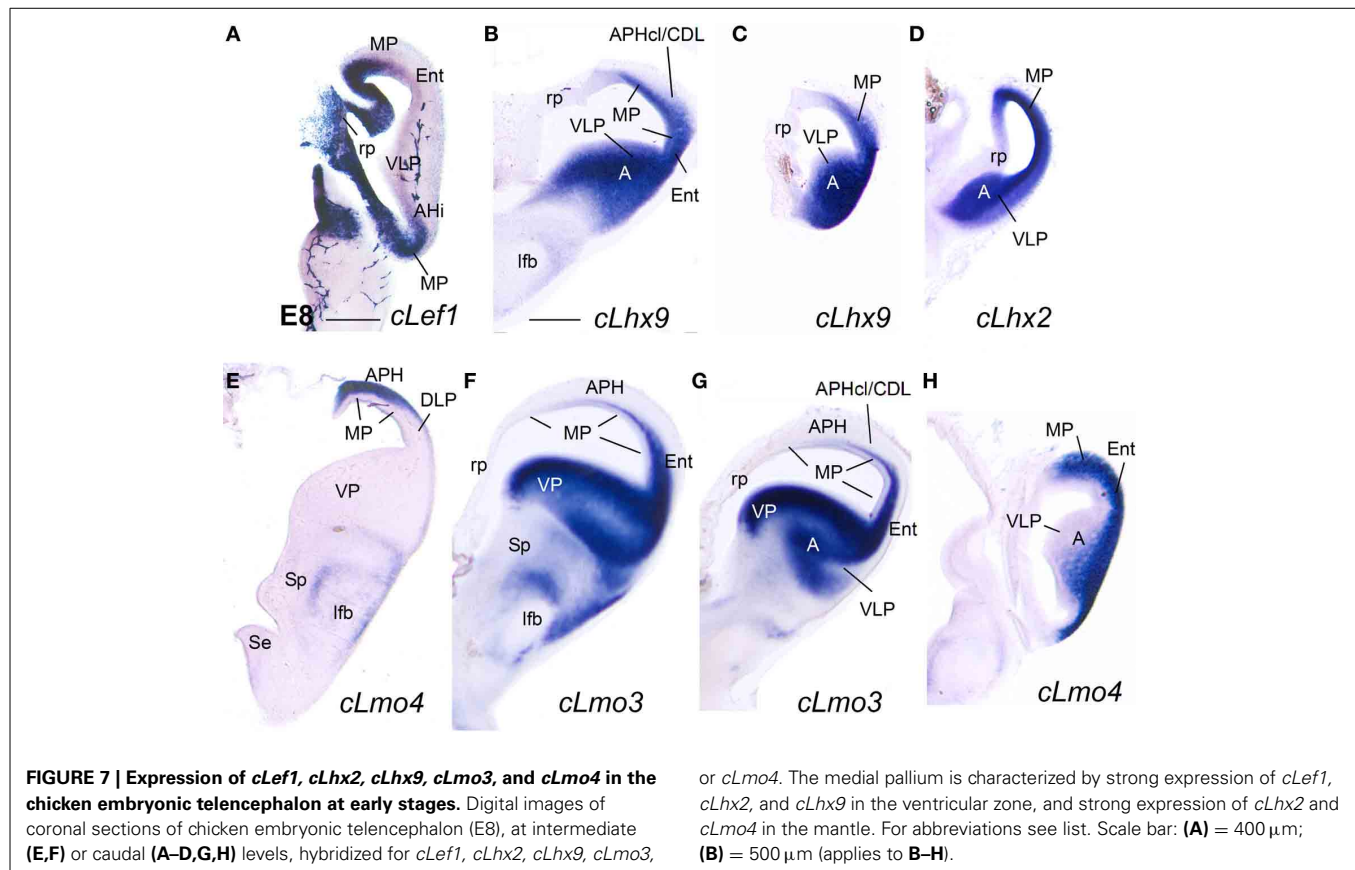 A
MP
Ent
rp
VLP
AHi
MP
E8
cLef1
B
APHcl/CDL
rp
MP
VLP
A
Ent
lfb
cLhx9
C
MP
rp
VLP
A
cLhx9
D
MP
rp
A
VLP
cLhx2
E
APH
DLP
MP
VP
Sp
lfb
Se
cLmo4
F
APH
MP
rp
Ent
VP
Sp
lfb
cLmo3
G
APHcl/CDL
APH
MP
rp
VP
Ent
A
VLP
cLmo3
H
MP
Ent
VLP
A
cLmo4
FIGURE 7 | Expression of cLef1, cLhx2, cLhx9, cLmo3, and cLmo4 in the
chicken embryonic telencephalon at early stages. Digital images of
coronal sections of chicken embryonic telencephalon (E8), at intermediate
(E,F) or caudal (A–D,G,H) levels, hybridized for cLef1, cLhx2, cLhx9, cLmo3,
or cLmo4. The medial pallium is characterized by strong expression of cLef1,
cLhx2, and cLhx9 in the ventricular zone, and strong expression of cLhx2 and
cLmo4 in the mantle. For abbreviations see list. Scale bar: (A) = 400 μm;
(B) = 500 μm (applies to B–H).